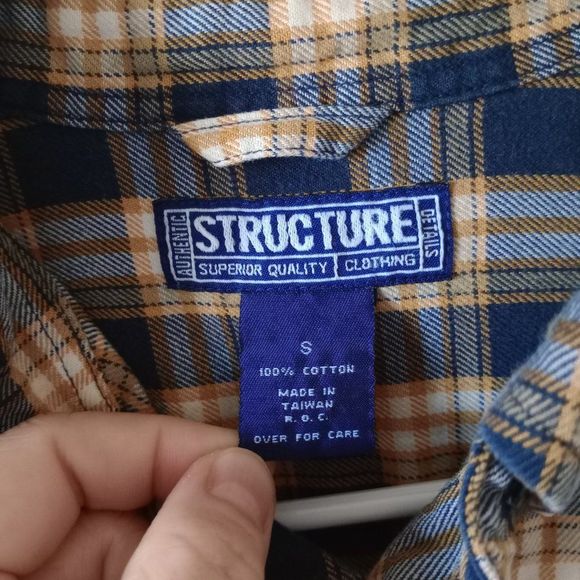 AUTHENTIC
STRUCTURE
DETAILS
SUPERIOR QUALITY CLOTHING
S
100% COTTON
MADE IN
TAIWAN
R.O.C.
OVER FOR CARE